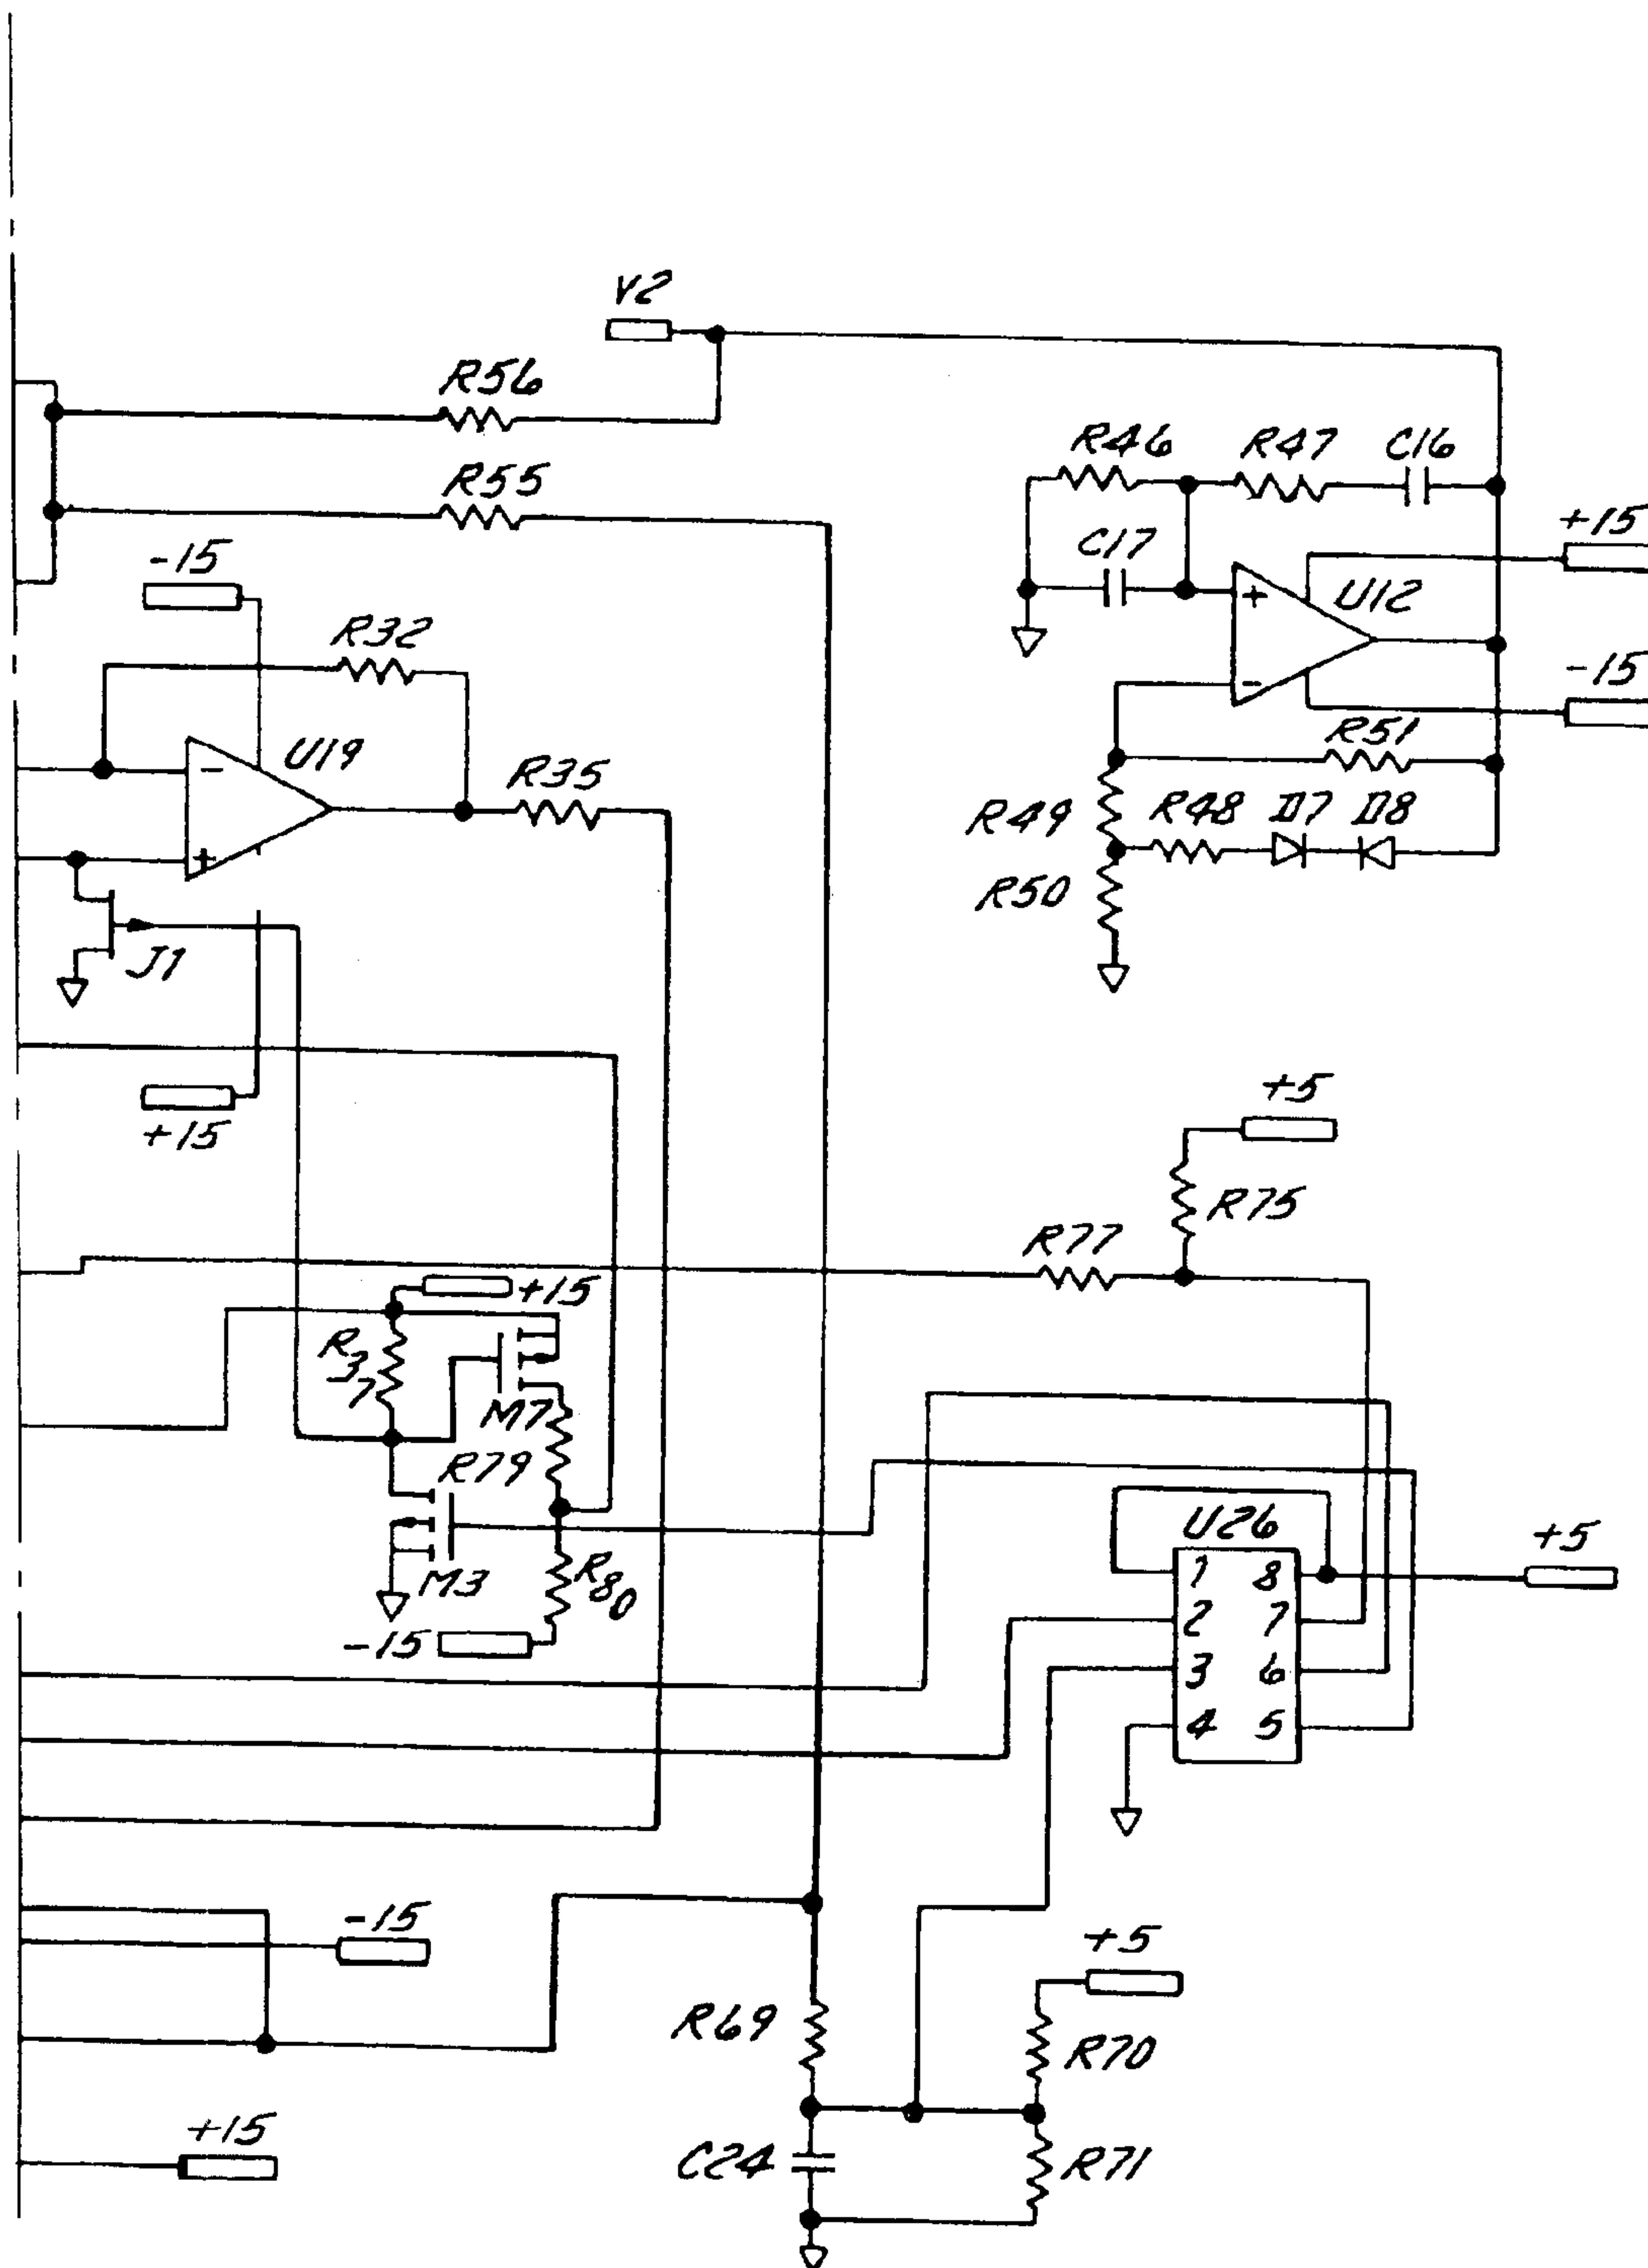 V2
R56
R46 R47 C16
R55
+15
C17
-15
U12
R32
-15
+
-
R51
U19
R35
-
R49 R48 D7 D8
+
R50
J1
+5
+15
R75
R77
+15
R37
M7
R79
U26
+5
1 8
M3
R80
2 7
-15
3 6
4 5
-15
+5
R69
R70
+15
C24
R71